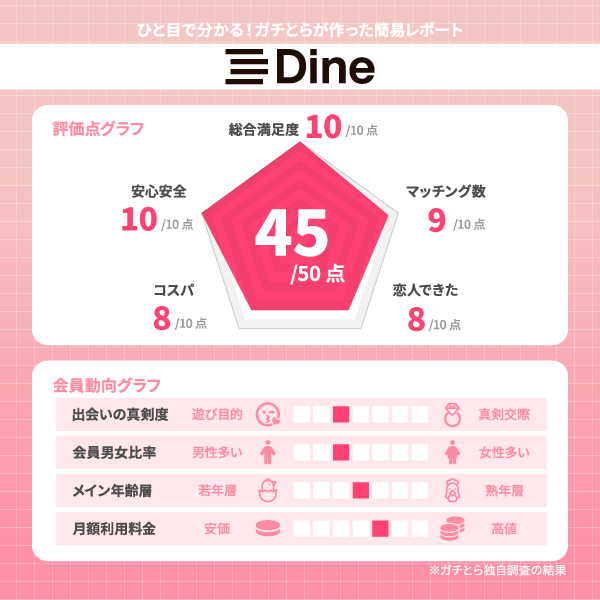 ひと目で分かる！ガチとらが作った簡易レポート
Dine
評価点グラフ
総合満足度 10 /10 点
安心安全
10 /10 点
マッチング数
9 /10 点
45
/50 点
コスパ
8 /10 点
恋人できた
8 /10 点
会員動向グラフ
出会いの真剣度 遊び目的 真剣交際
会員男女比率 男性多い 女性多い
メイン年齢層 若年層 熟年層
月額利用料金 安価 高値
※ガチとら独自調査の結果